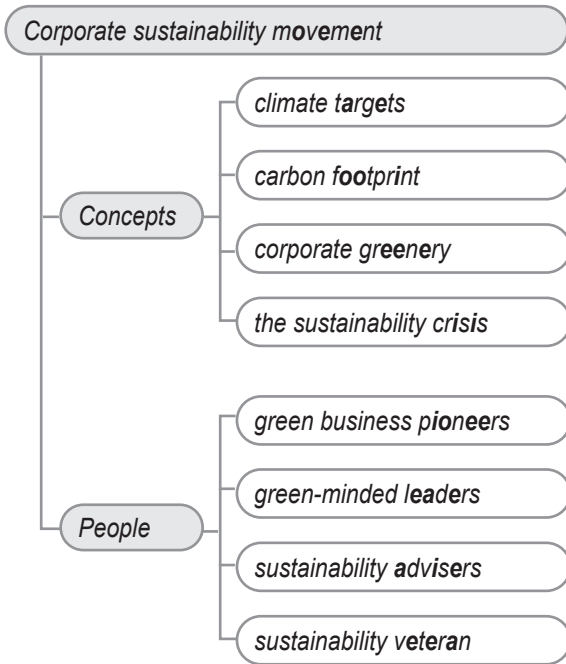 Corporate sustainability movement
Concepts
climate targets
carbon footprint
corporate greenery
the sustainability crisis
People
green business pioneers
green-minded leaders
sustainability advisers
sustainability veteran